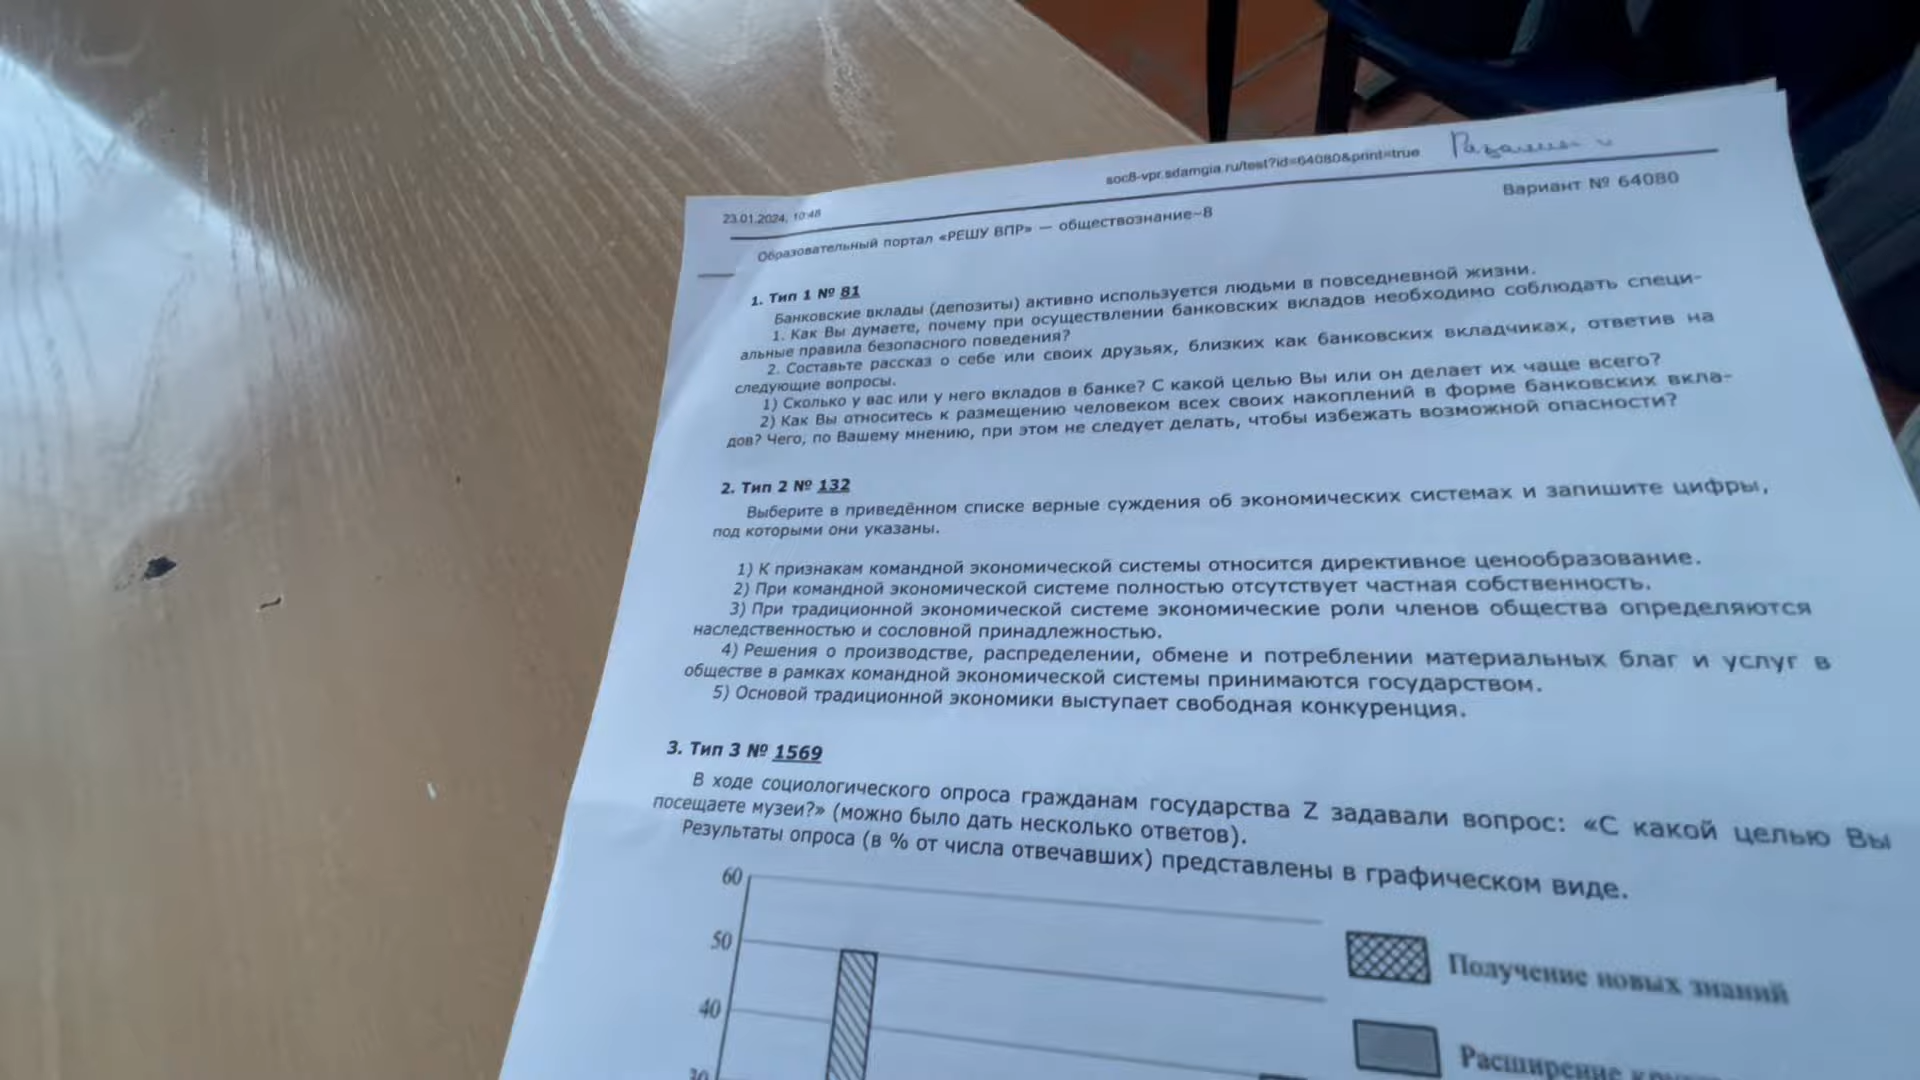 23.01.2024, 10:48
soc8-vpr.sdamgia.ru/test?id=64080&print=true
Образовательный портал «РЕШУ ВПР» — обществознание–8
Вариант № 64080
1. Тип 1 № 81
Банковские вклады (депозиты) активно используется людьми в повседневной жизни.
1. Как Вы думаете, почему при осуществлении банковских вкладов необходимо соблюдать специ-
альные правила безопасного поведения?
2. Составьте рассказ о себе или своих друзьях, близких как банковских вкладчиках, ответив на
следующие вопросы.
1) Сколько у вас или у него вкладов в банке? С какой целью Вы или он делает их чаще всего?
2) Как Вы относитесь к размещению человеком всех своих накоплений в форме банковских вкла-
дов? Чего, по Вашему мнению, при этом не следует делать, чтобы избежать возможной опасности?
2. Тип 2 № 132
Выберите в приведённом списке верные суждения об экономических системах и запишите цифры,
под которыми они указаны.
1) К признакам командной экономической системы относится директивное ценообразование.
2) При командной экономической системе полностью отсутствует частная собственность.
3) При традиционной экономической системе экономические роли членов общества определяются
наследственностью и сословной принадлежностью.
4) Решения о производстве, распределении, обмене и потреблении материальных благ и услуг в
обществе в рамках командной экономической системы принимаются государством.
5) Основой традиционной экономики выступает свободная конкуренция.
3. Тип 3 № 1569
В ходе социологического опроса гражданам государства Z задавали вопрос: «С какой целью Вы
посещаете музеи?» (можно было дать несколько ответов).
Результаты опроса (в % от числа отвечавших) представлены в графическом виде.
60
50
40
30
Получение новых знаний
Расширение